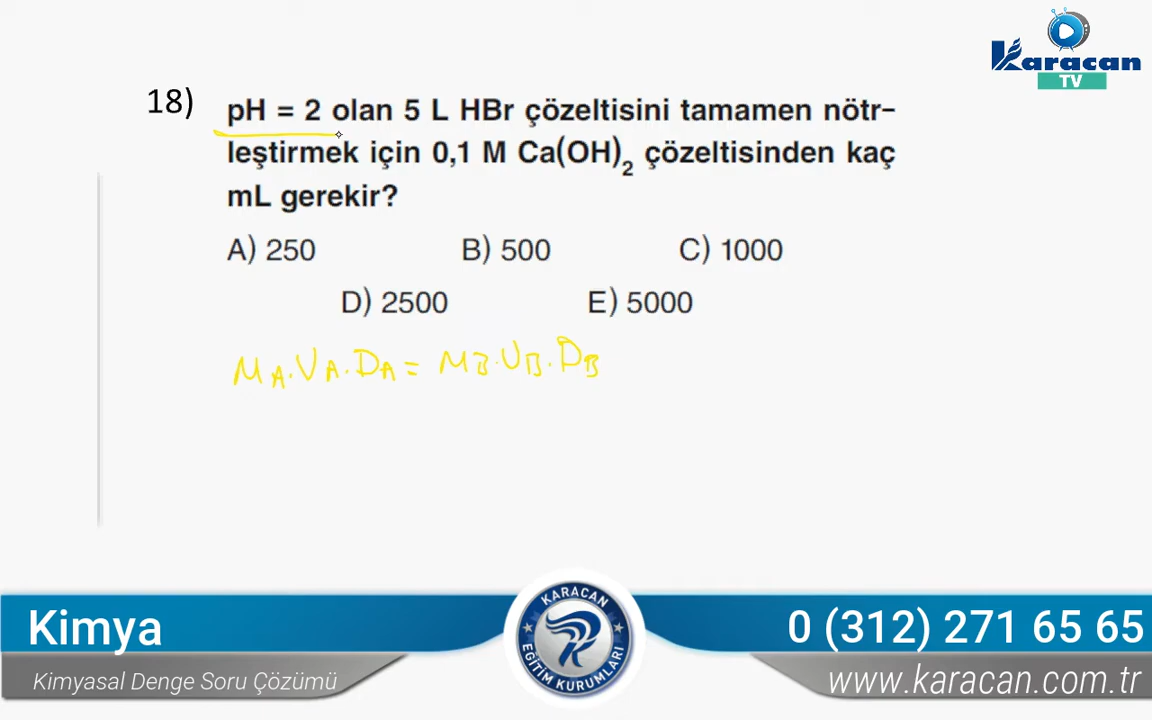 Karacan
TV
18)
pH = 2 olan 5 L HBr çözeltisini tamamen nötr–
leştirmek için 0,1 M Ca(OH)₂ çözeltisinden kaç
mL gerekir?
A) 250 B) 500 C) 1000
D) 2500 E) 5000
MA.VA.DA = MB.VB.DB
Kimya
0 (312) 271 65 65
KARACAN
EĞİTİM KURUMLARI
Kimyasal Denge Soru Çözümü
www.karacan.com.tr